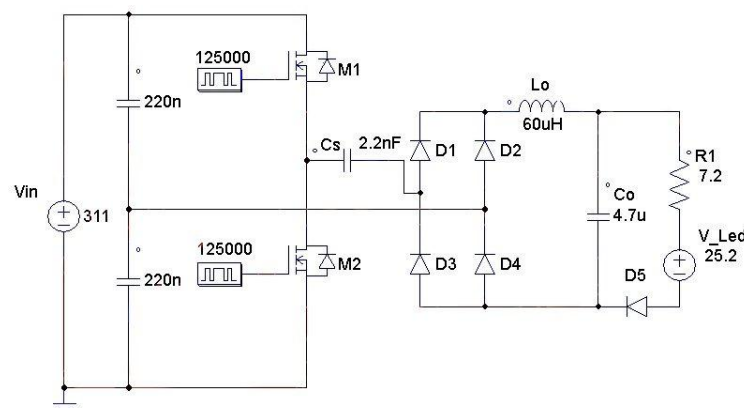 125000
M1
220n
Lo
60uH
Cs 2.2nF
D1
D2
R1
7.2
Vin
311
Co
4.7u
125000
M2
220n
D3
D4
D5
V_Led
25.2